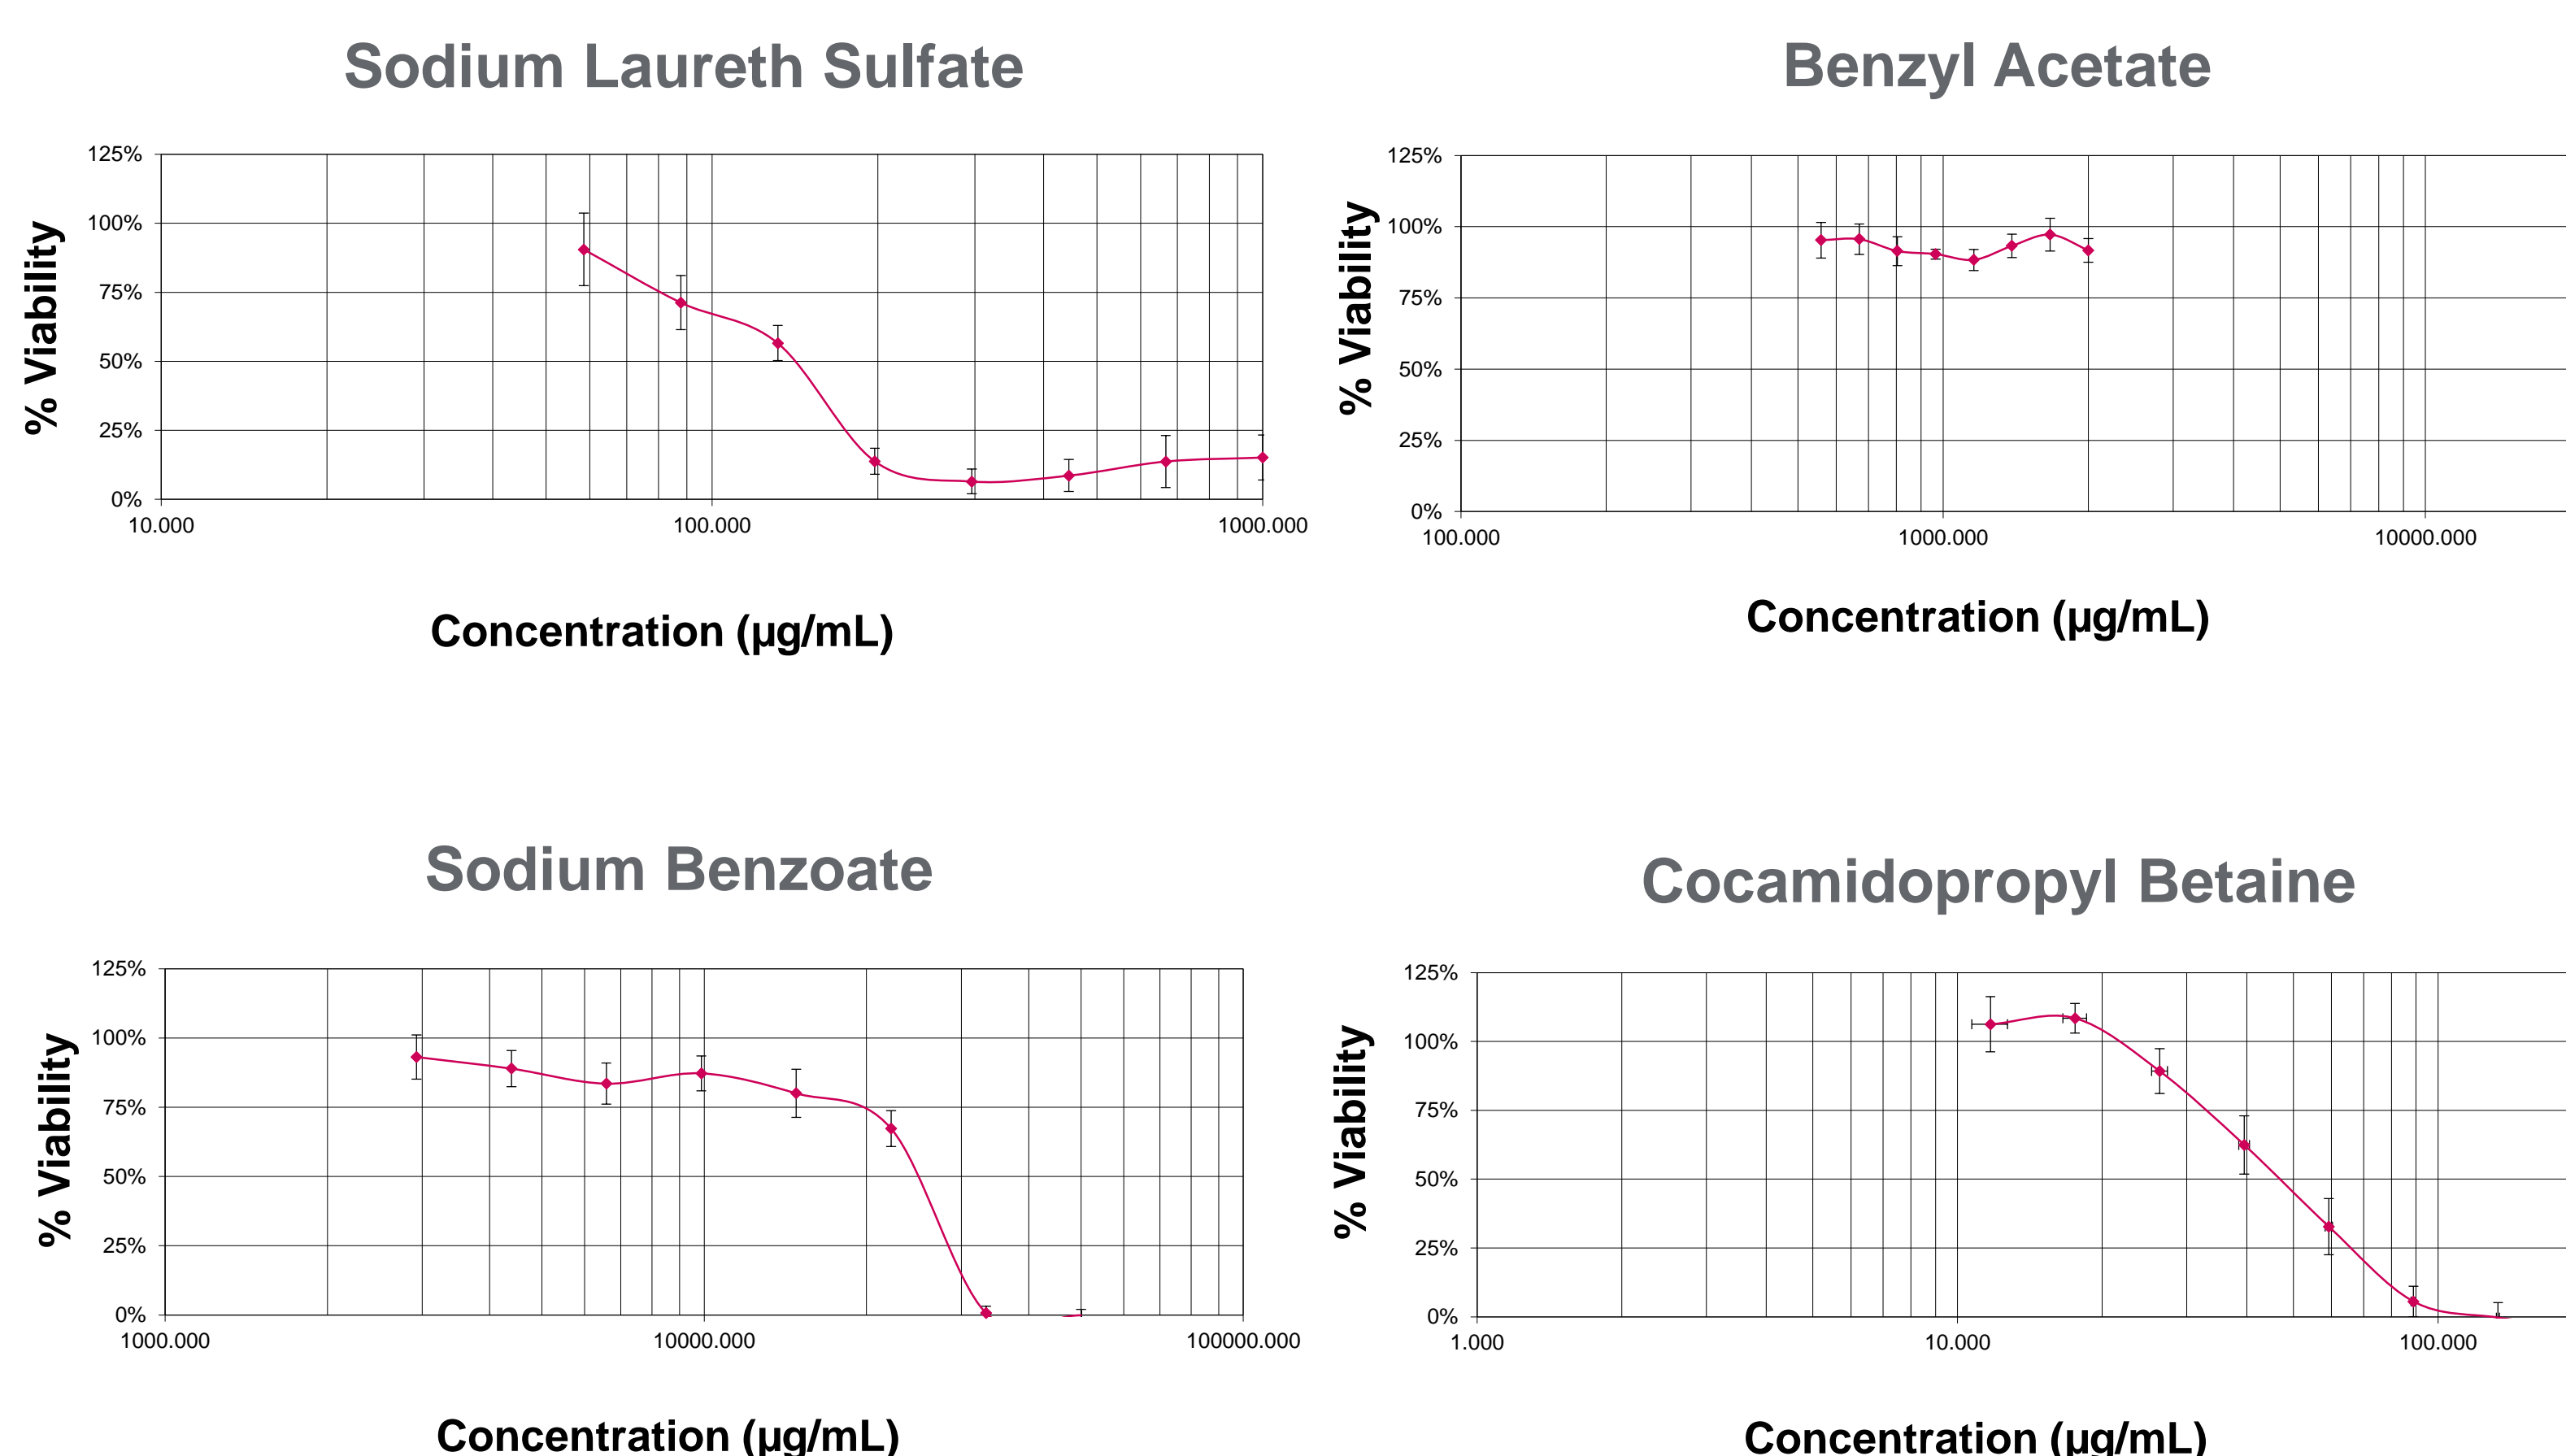 Sodium Laureth Sulfate
125%
100%
75%
50%
25%
0%
% Viability
10.000 100.000 1000.000
Concentration (µg/mL)
Benzyl Acetate
125%
100%
75%
50%
25%
0%
% Viability
100.000 1000.000 10000.000
Concentration (µg/mL)
Sodium Benzoate
125%
100%
75%
50%
25%
0%
% Viability
1000.000 10000.000 100000.000
Concentration (µg/mL)
Cocamidopropyl Betaine
125%
100%
75%
50%
25%
0%
% Viability
1.000 10.000 100.000
Concentration (µg/mL)